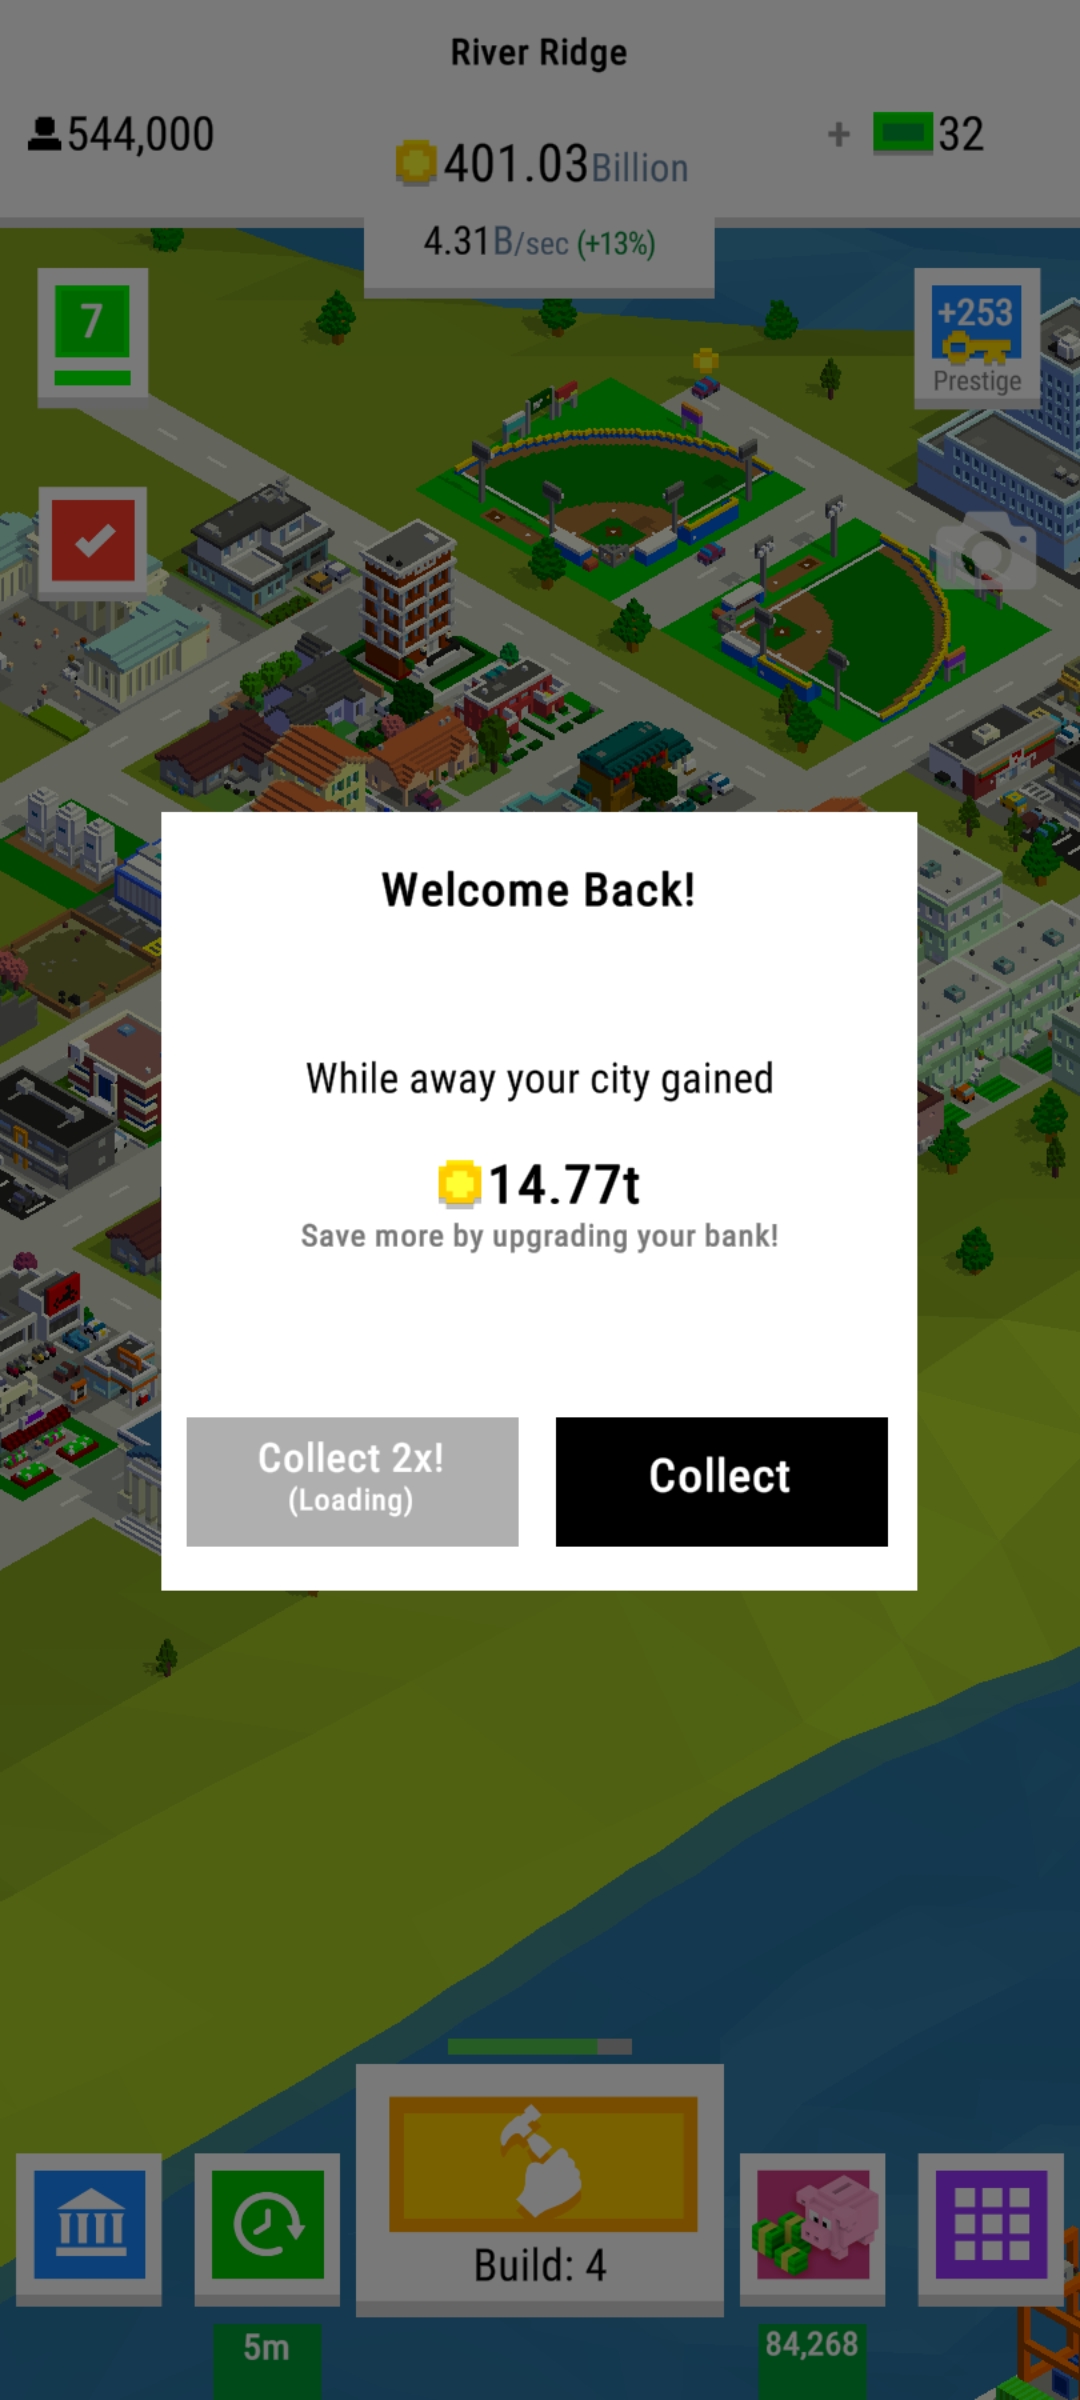 River Ridge
544,000
401.03Billion
+ 32
4.31B/sec (+13%)
7
+253
Prestige
Welcome Back!
While away your city gained
14.77t
Save more by upgrading your bank!
Collect 2x!
(Loading)
Collect
Build: 4
5m
84,268